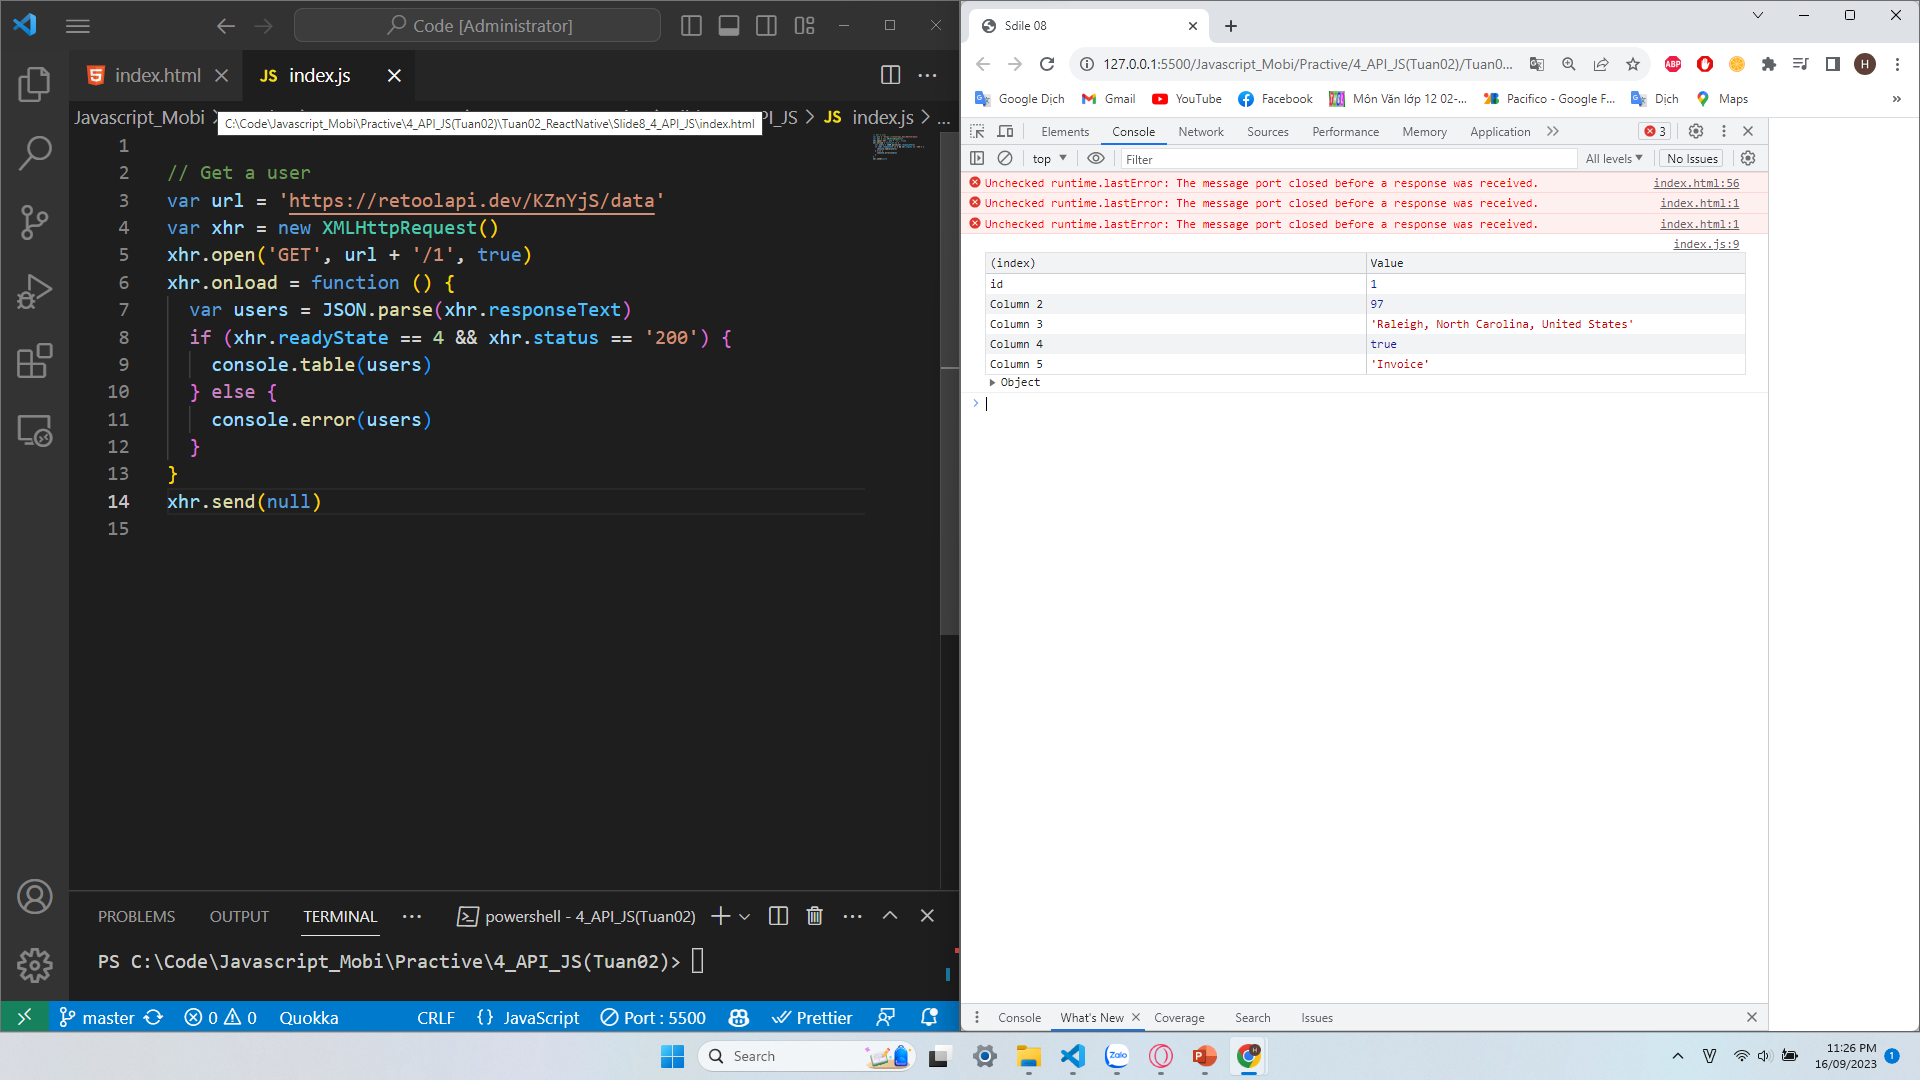 Code [Administrator]
index.html
JS index.js
Javascript_Mobi
C:\Code\Javascript_Mobi\Practive\4_API_JS(Tuan02)\Tuan02_ReactNative\Slide8_4_API_JS\index.html
PI_JS > JS index.js > ...
1
2 // Get a user
3 var url = 'https://retoolapi.dev/KZnYjS/data'
4 var xhr = new XMLHttpRequest()
5 xhr.open('GET', url + '/1', true)
6 xhr.onload = function () {
7 var users = JSON.parse(xhr.responseText)
8 if (xhr.readyState == 4 && xhr.status == '200') {
9 console.table(users)
10 } else {
11 console.error(users)
12 }
13 }
14 xhr.send(null)
15
PROBLEMS OUTPUT TERMINAL ... powershell - 4_API_JS(Tuan02)
PS C:\Code\Javascript_Mobi\Practive\4_API_JS(Tuan02)>
master 0 0 Quokka CRLF {} JavaScript Port : 5500 Prettier
Sdile 08
127.0.0.1:5500/Javascript_Mobi/Practive/4_API_JS(Tuan02)/Tuan0...
ABP
H
Google Dịch Gmail YouTube Facebook Môn Văn lớp 12 02-... Pacifico - Google F... Dịch Maps »
Elements Console Network Sources Performance Memory Application 3
top Filter All levels No Issues
Unchecked runtime.lastError: The message port closed before a response was received. index.html:56
Unchecked runtime.lastError: The message port closed before a response was received. index.html:1
Unchecked runtime.lastError: The message port closed before a response was received. index.html:1
index.js:9
(index) Value
id 1
Column 2 97
Column 3 'Raleigh, North Carolina, United States'
Column 4 true
Column 5 'Invoice'
Object
Console What's New Coverage Search Issues
Search
Zalo
11:26 PM
16/09/2023
1